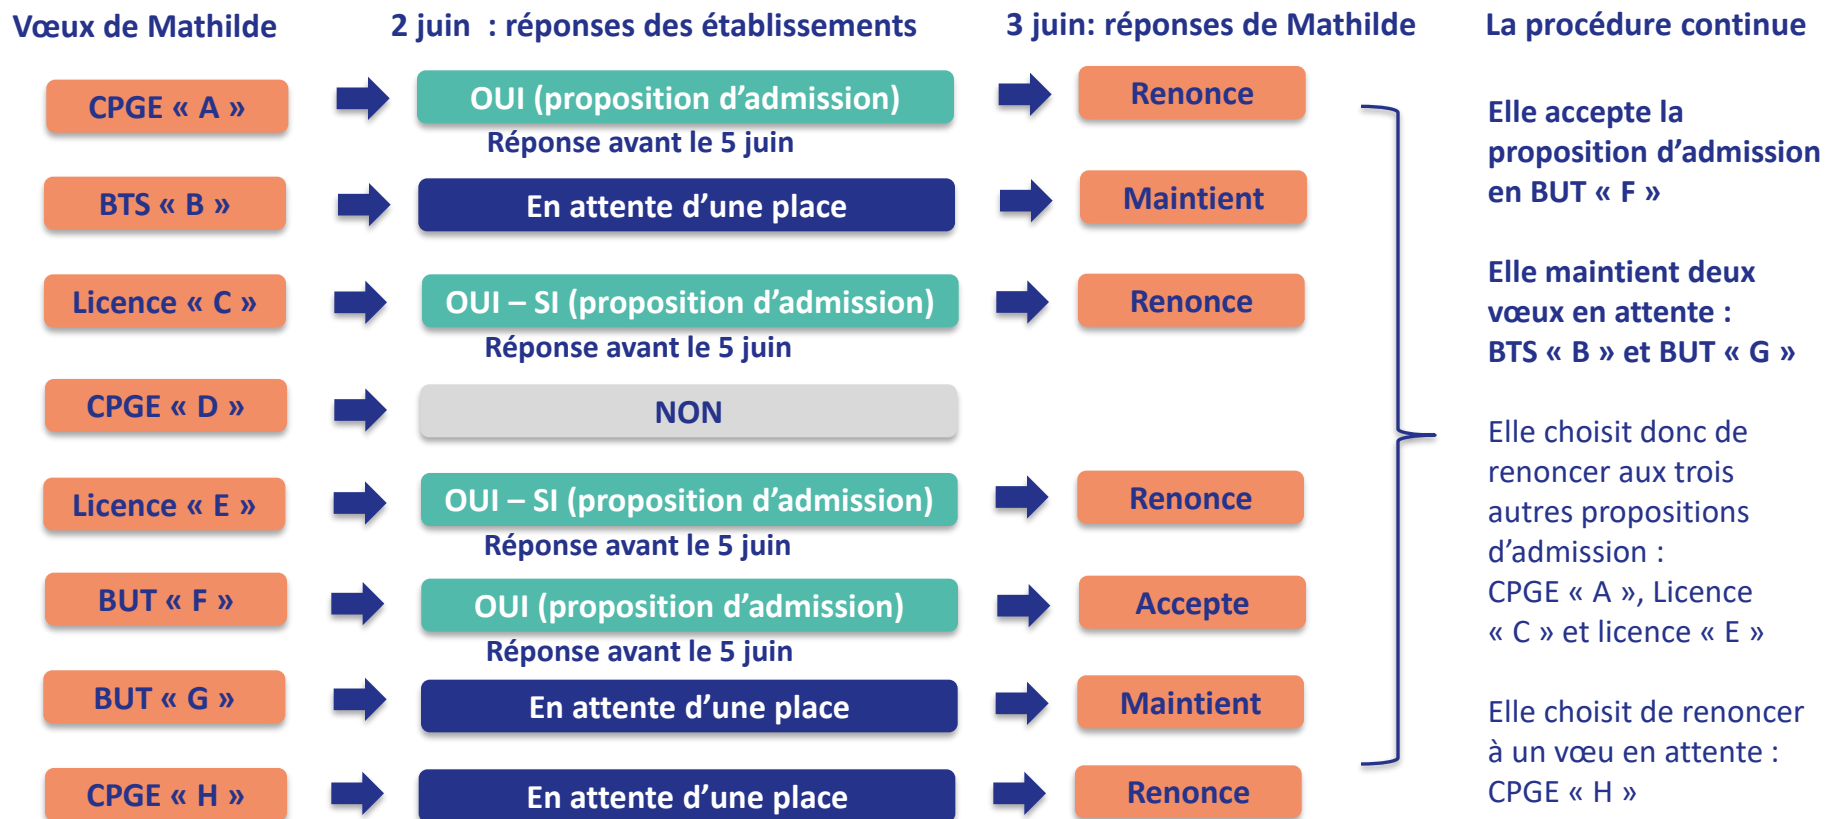 Vœux de Mathilde
2 juin : réponses des établissements
3 juin: réponses de Mathilde
La procédure continue
CPGE « A »
OUI (proposition d’admission)
Réponse avant le 5 juin
Renonce
BTS « B »
En attente d’une place
Maintient
Licence « C »
OUI – SI (proposition d’admission)
Réponse avant le 5 juin
Renonce
CPGE « D »
NON
Licence « E »
OUI – SI (proposition d’admission)
Réponse avant le 5 juin
Renonce
BUT « F »
OUI (proposition d’admission)
Réponse avant le 5 juin
Accepte
BUT « G »
En attente d’une place
Maintient
CPGE « H »
En attente d’une place
Renonce
Elle accepte la
proposition d’admission
en BUT « F »
Elle maintient deux
vœux en attente :
BTS « B » et BUT « G »
Elle choisit donc de
renoncer aux trois
autres propositions
d’admission :
CPGE « A », Licence
« C » et licence « E »
Elle choisit de renoncer
à un vœu en attente :
CPGE « H »